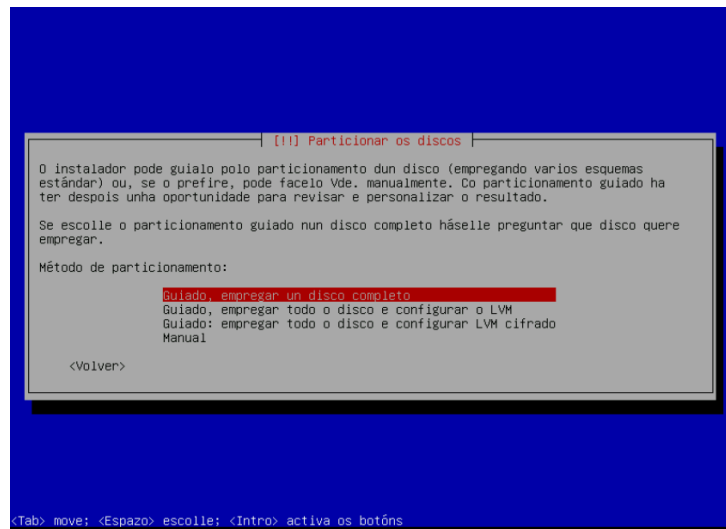 [!!] Particionar os discos
O instalador pode guialo polo particionamento dun disco (empregando varios esquemas
estándar) ou, se o prefire, pode facelo Vde. manualmente. Co particionamento guiado ha
ter despois unha oportunidade para revisar e personalizar o resultado.
Se escolle o particionamento guiado nun disco completo háselle preguntar que disco quere
empregar.
Método de particionamento:
Guiado, empregar un disco completo
Guiado, empregar todo o disco e configurar o LVM
Guiado: empregar todo o disco e configurar LVM cifrado
Manual
<Volver>
<Tab> move; <Espazo> escolle; <Intro> activa os botóns